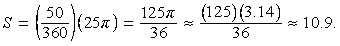 S = (50/360)(25π) = 125π/36 ≈ (125)(3.14)/36 ≈ 10.9.